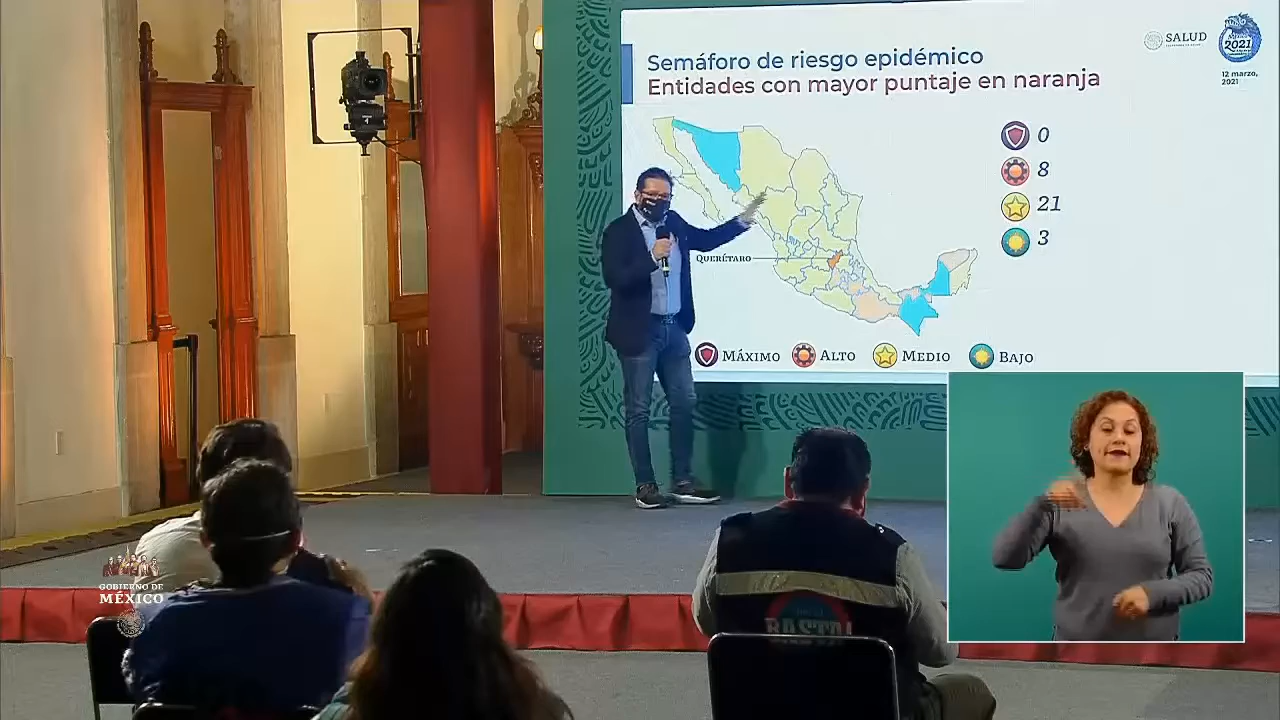 Semáforo de riesgo epidémico
Entidades con mayor puntaje en naranja
SALUD
2021
12 marzo,
2021
0
8
21
3
QUERÉTARO
MÁXIMO
ALTO
MEDIO
BAJO
GOBIERNO DE
MÉXICO
BASTA!